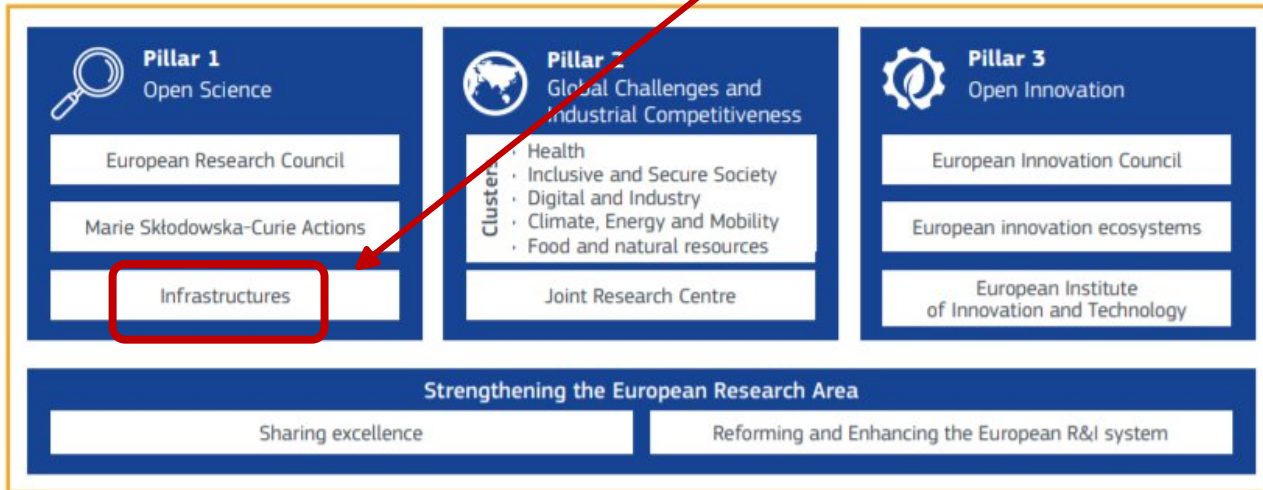 Pillar 1
Open Science
European Research Council
Marie Skłodowska-Curie Actions
Infrastructures
Pillar 2
Global Challenges and
Industrial Competitiveness
Clusters
· Health
· Inclusive and Secure Society
· Digital and Industry
· Climate, Energy and Mobility
· Food and natural resources
Joint Research Centre
Pillar 3
Open Innovation
European Innovation Council
European innovation ecosystems
European Institute
of Innovation and Technology
Strengthening the European Research Area
Sharing excellence
Reforming and Enhancing the European R&I system